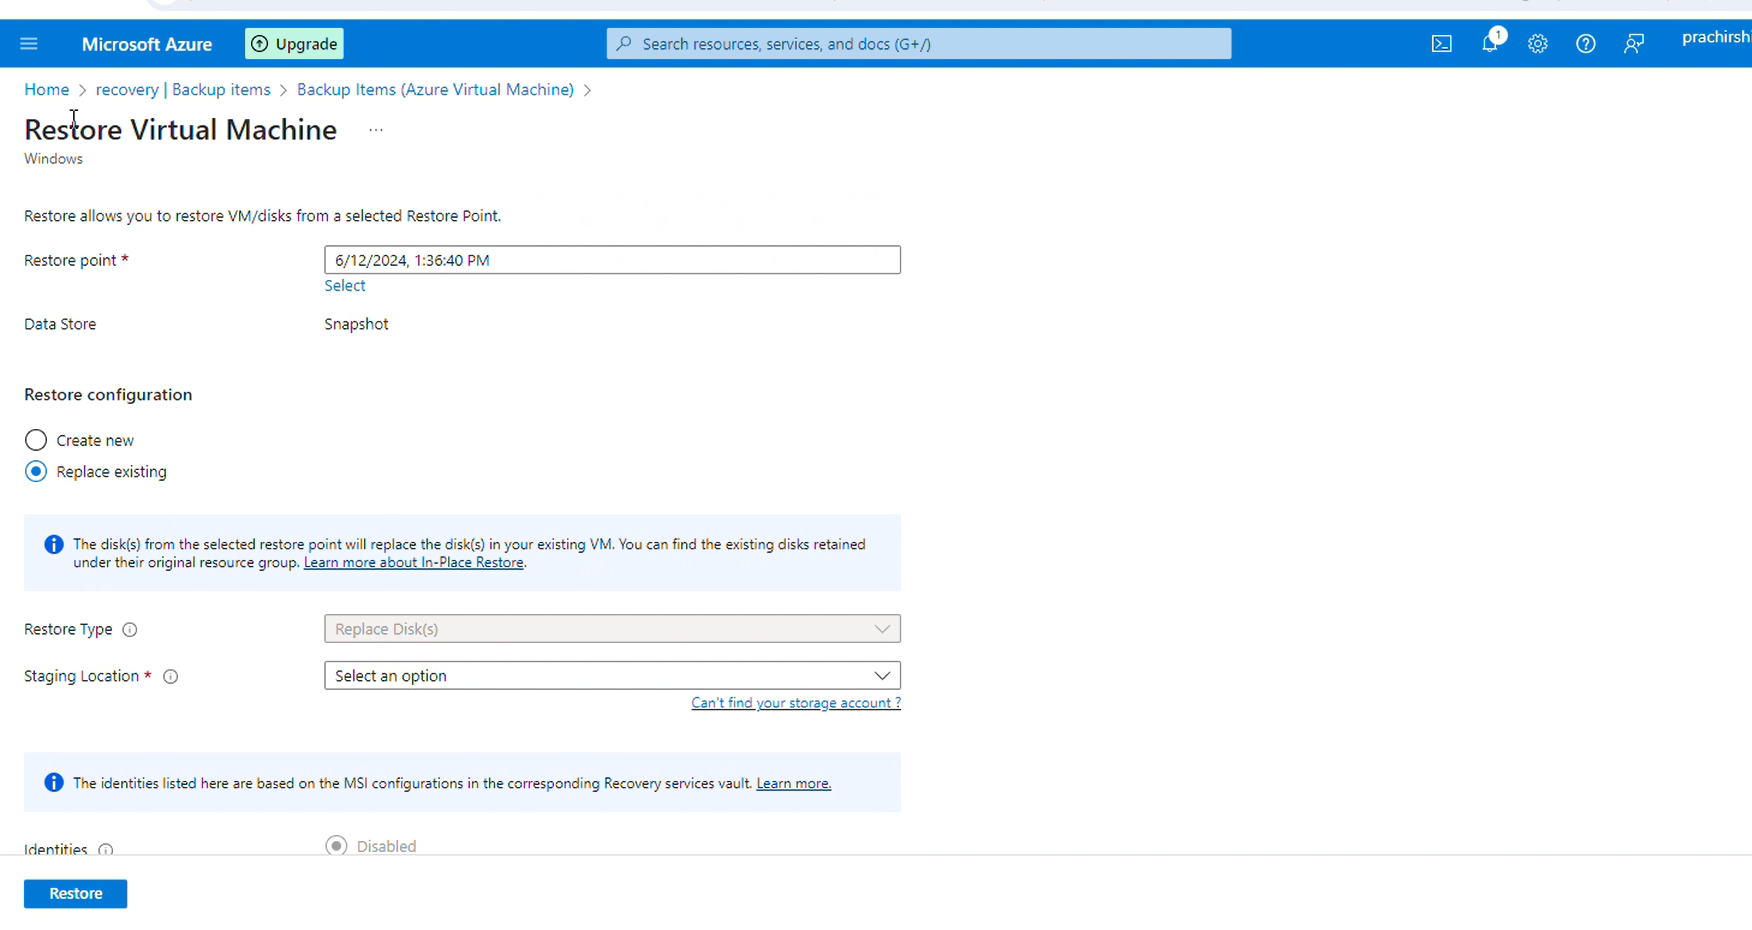 Microsoft Azure
Upgrade
Search resources, services, and docs (G+/)
1
prachirshi
Home > recovery | Backup items > Backup Items (Azure Virtual Machine) >
Restore Virtual Machine ...
Windows
Restore allows you to restore VM/disks from a selected Restore Point.
Restore point *
6/12/2024, 1:36:40 PM
Select
Data Store
Snapshot
Restore configuration
Create new
Replace existing
The disk(s) from the selected restore point will replace the disk(s) in your existing VM. You can find the existing disks retained
under their original resource group. Learn more about In-Place Restore.
Restore Type
Replace Disk(s)
Staging Location *
Select an option
Can't find your storage account ?
The identities listed here are based on the MSI configurations in the corresponding Recovery services vault. Learn more.
Identities
Disabled
Restore